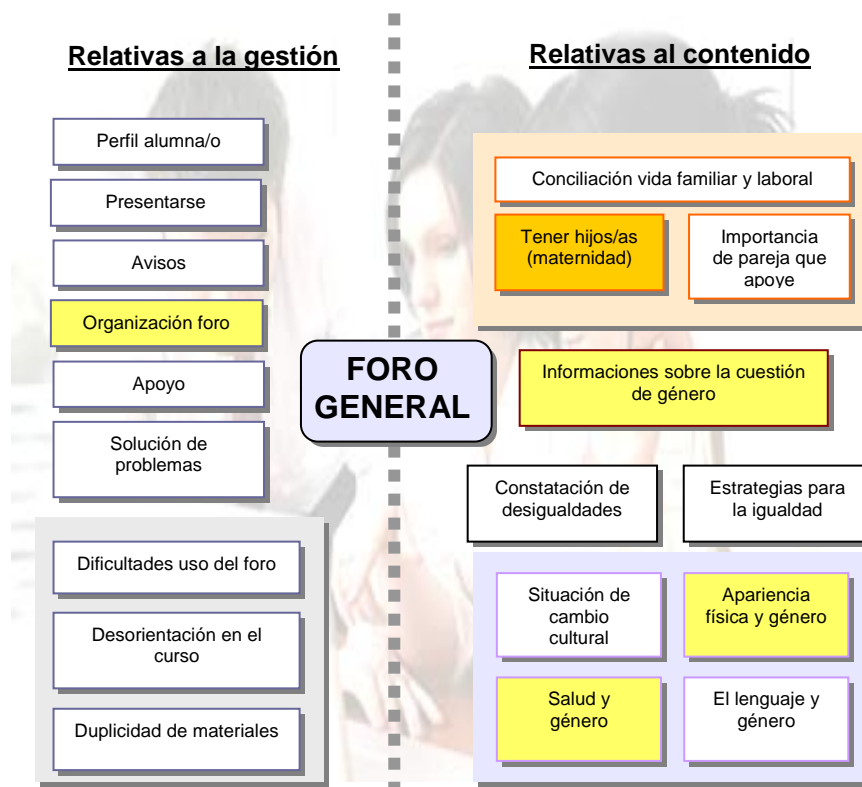 Relativas a la gestión
Perfil alumna/o
Presentarse
Avisos
Organización foro
Apoyo
Solución de
problemas
Dificultades uso del foro
Desorientación en el
curso
Duplicidad de materiales
FORO
GENERAL
Relativas al contenido
Conciliación vida familiar y laboral
Tener hijos/as
(maternidad)
Importancia
de pareja que
apoye
Informaciones sobre la cuestión
de género
Constatación de
desigualdades
Estrategias para
la igualdad
Situación de
cambio
cultural
Apariencia
física y género
Salud y
género
El lenguaje y
género